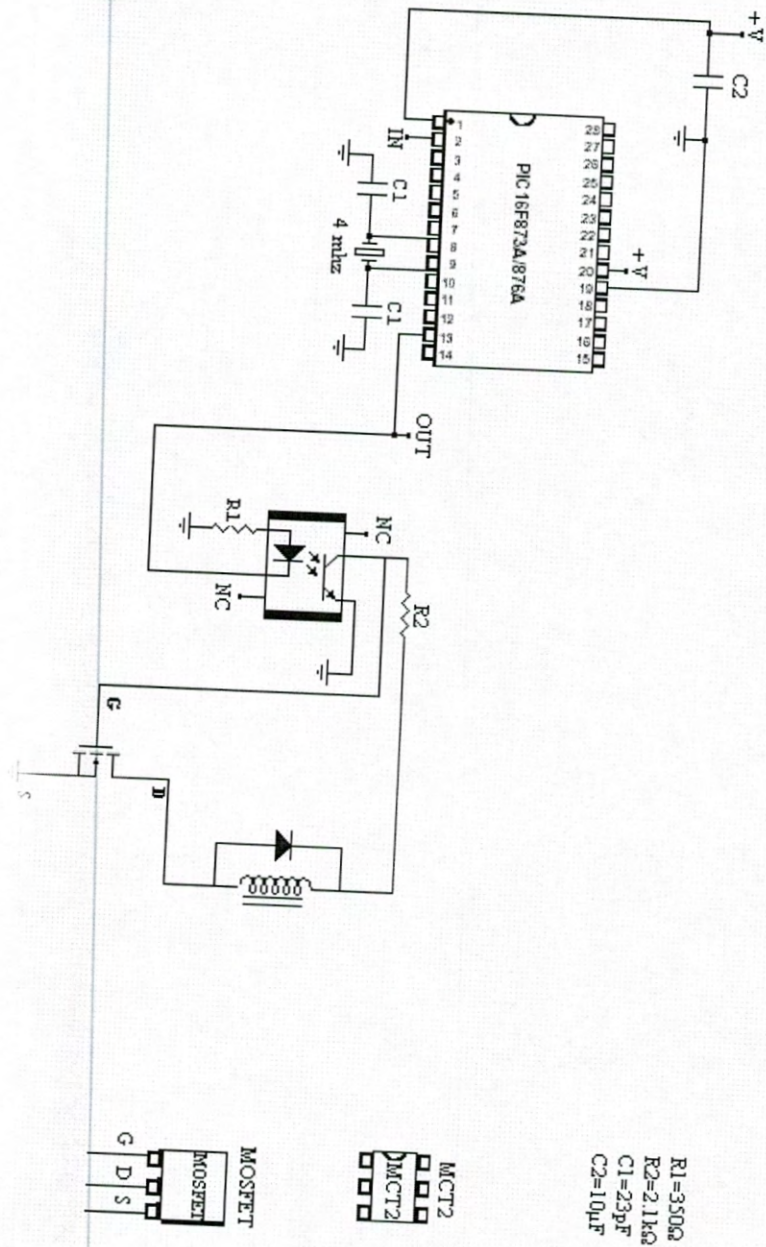 +V
C2
PIC 16F873A/876A
1
2
3
4
5
6
7
8
9
10
11
12
13
14
28
27
26
25
24
23
22
21
20
19
18
17
16
15
+V
IN
C1
4 mhz
C1
OUT
NC
R1
NC
R2
G
D
S
R1=350Ω
R2=2.1kΩ
C1=23pF
C2=10µF
MCT2
MCT2
MOSFET
MOSFET
G
D
S